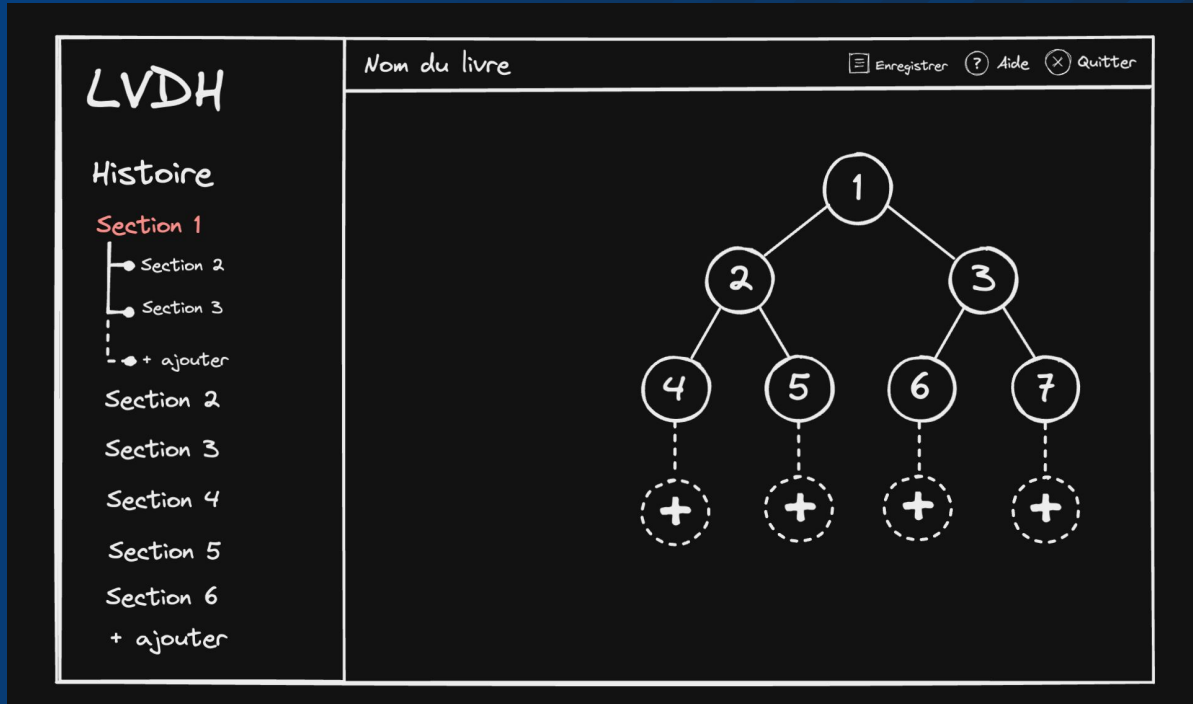 LVDH
Histoire
Section 1
Section 2
Section 3
+ ajouter
Section 2
Section 3
Section 4
Section 5
Section 6
+ ajouter
Nom du livre
Enregistrer ? Aide X Quitter
1
2 3
4 5 6 7
+ + + +